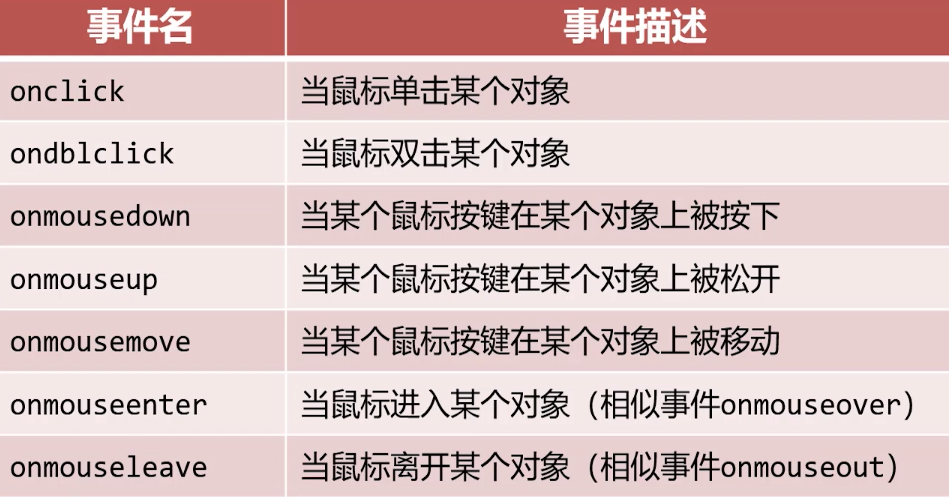 事件名 事件描述
onclick 当鼠标单击某个对象
ondblclick 当鼠标双击某个对象
onmousedown 当某个鼠标按键在某个对象上被按下
onmouseup 当某个鼠标按键在某个对象上被松开
onmousemove 当某个鼠标按键在某个对象上被移动
onmouseenter 当鼠标进入某个对象（相似事件onmouseover）
onmouseleave 当鼠标离开某个对象（相似事件onmouseout）